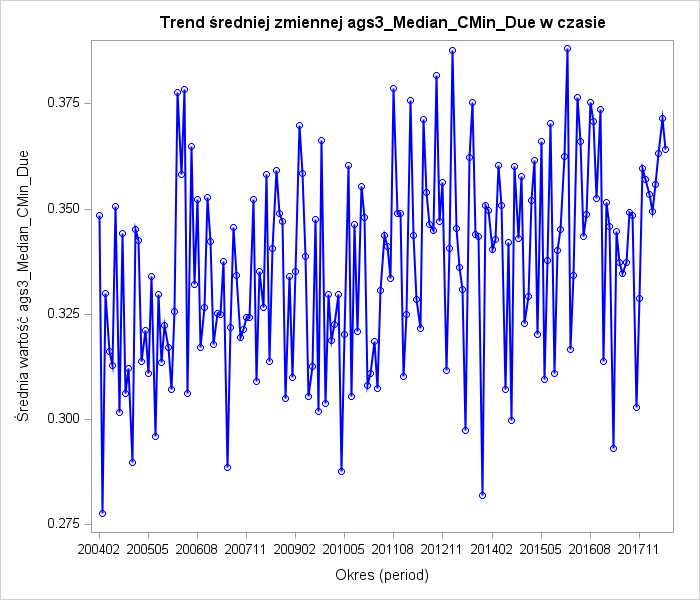 Trend średniej zmiennej ags3_Median_CMin_Due w czasie
Średnia wartość ags3_Median_CMin_Due
0.375
0.350
0.325
0.300
0.275
200402 200505 200608 200711 200902 201005 201108 201211 201402 201505 201608 201711
Okres (period)